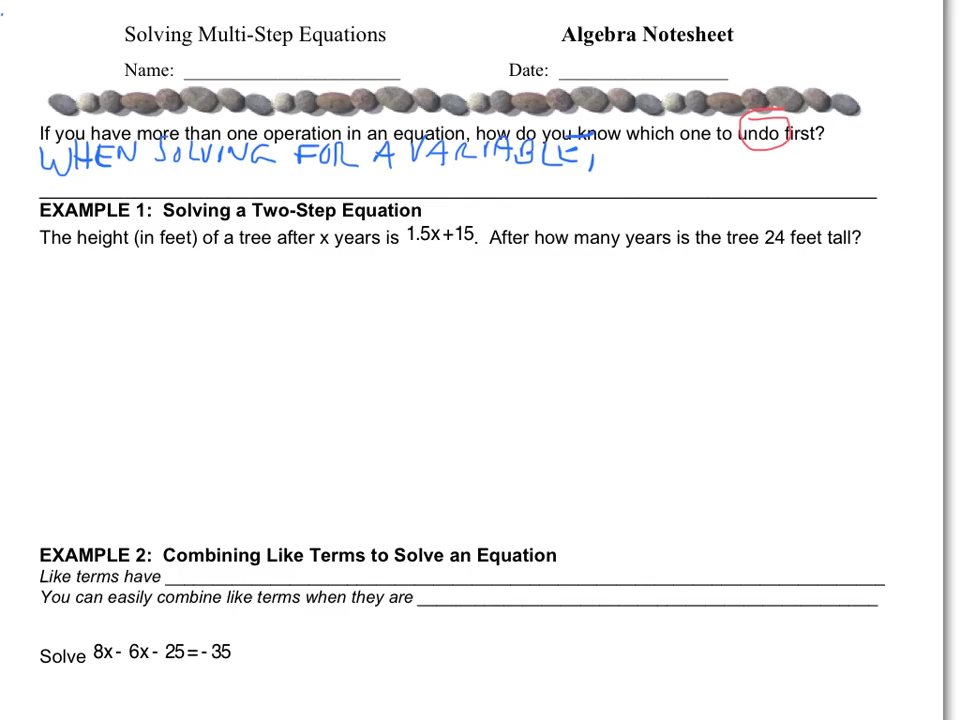 Solving Multi-Step Equations Algebra Notesheet
Name: ______________________ Date: __________________
If you have more than one operation in an equation, how do you know which one to undo first?
WHEN SOLVING FOR A VARIABLE,
EXAMPLE 1: Solving a Two-Step Equation
The height (in feet) of a tree after x years is 1.5x+15. After how many years is the tree 24 feet tall?
EXAMPLE 2: Combining Like Terms to Solve an Equation
Like terms have ______________________
You can easily combine like terms when they are ______________________
Solve 8x- 6x- 25=- 35